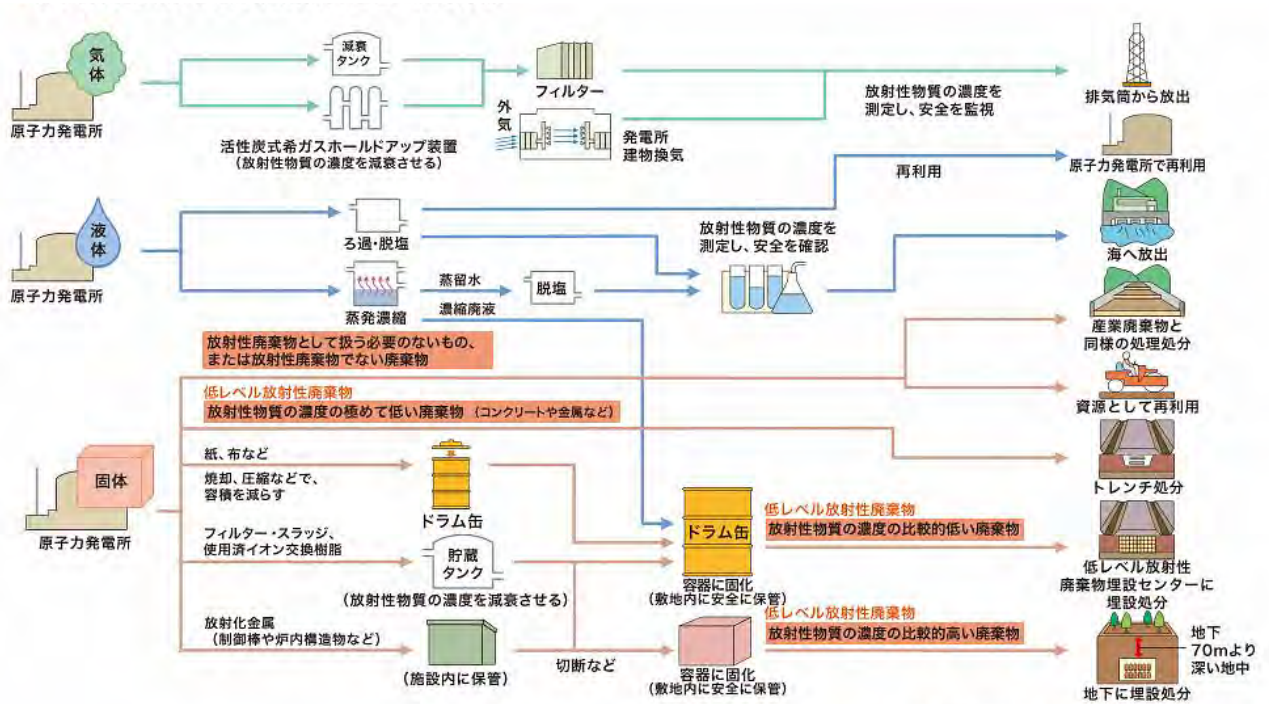 気体
原子力発電所
減衰
タンク
活性炭式希ガスホールドアップ装置
(放射性物質の濃度を減衰させる)
フィルター
外気
発電所
建物換気
放射性物質の濃度を
測定し、安全を監視
排気筒から放出
液体
原子力発電所
ろ過・脱塩
再利用
原子力発電所で再利用
蒸発濃縮
蒸留水
濃縮廃液
脱塩
放射性物質の濃度を
測定し、安全を確認
海へ放出
固体
原子力発電所
放射性廃棄物として扱う必要のないもの、
または放射性廃棄物でない廃棄物
産業廃棄物と
同様の処理処分
資源として再利用
低レベル放射性廃棄物
放射性物質の濃度の極めて低い廃棄物 (コンクリートや金属など)
トレンチ処分
紙、布など
焼却、圧縮などで、
容積を減らす
ドラム缶
フィルター・スラッジ、
使用済イオン交換樹脂
貯蔵
タンク
(放射性物質の濃度を減衰させる)
ドラム缶
容器に固化
(敷地内に安全に保管)
低レベル放射性廃棄物
放射性物質の濃度の比較的低い廃棄物
低レベル放射性
廃棄物埋設センターに
埋設処分
放射化金属
(制御棒や炉内構造物など)
(施設内に保管)
切断など
容器に固化
(敷地内に安全に保管)
低レベル放射性廃棄物
放射性物質の濃度の比較的高い廃棄物
地下
70mより
深い地中
地下に埋設処分